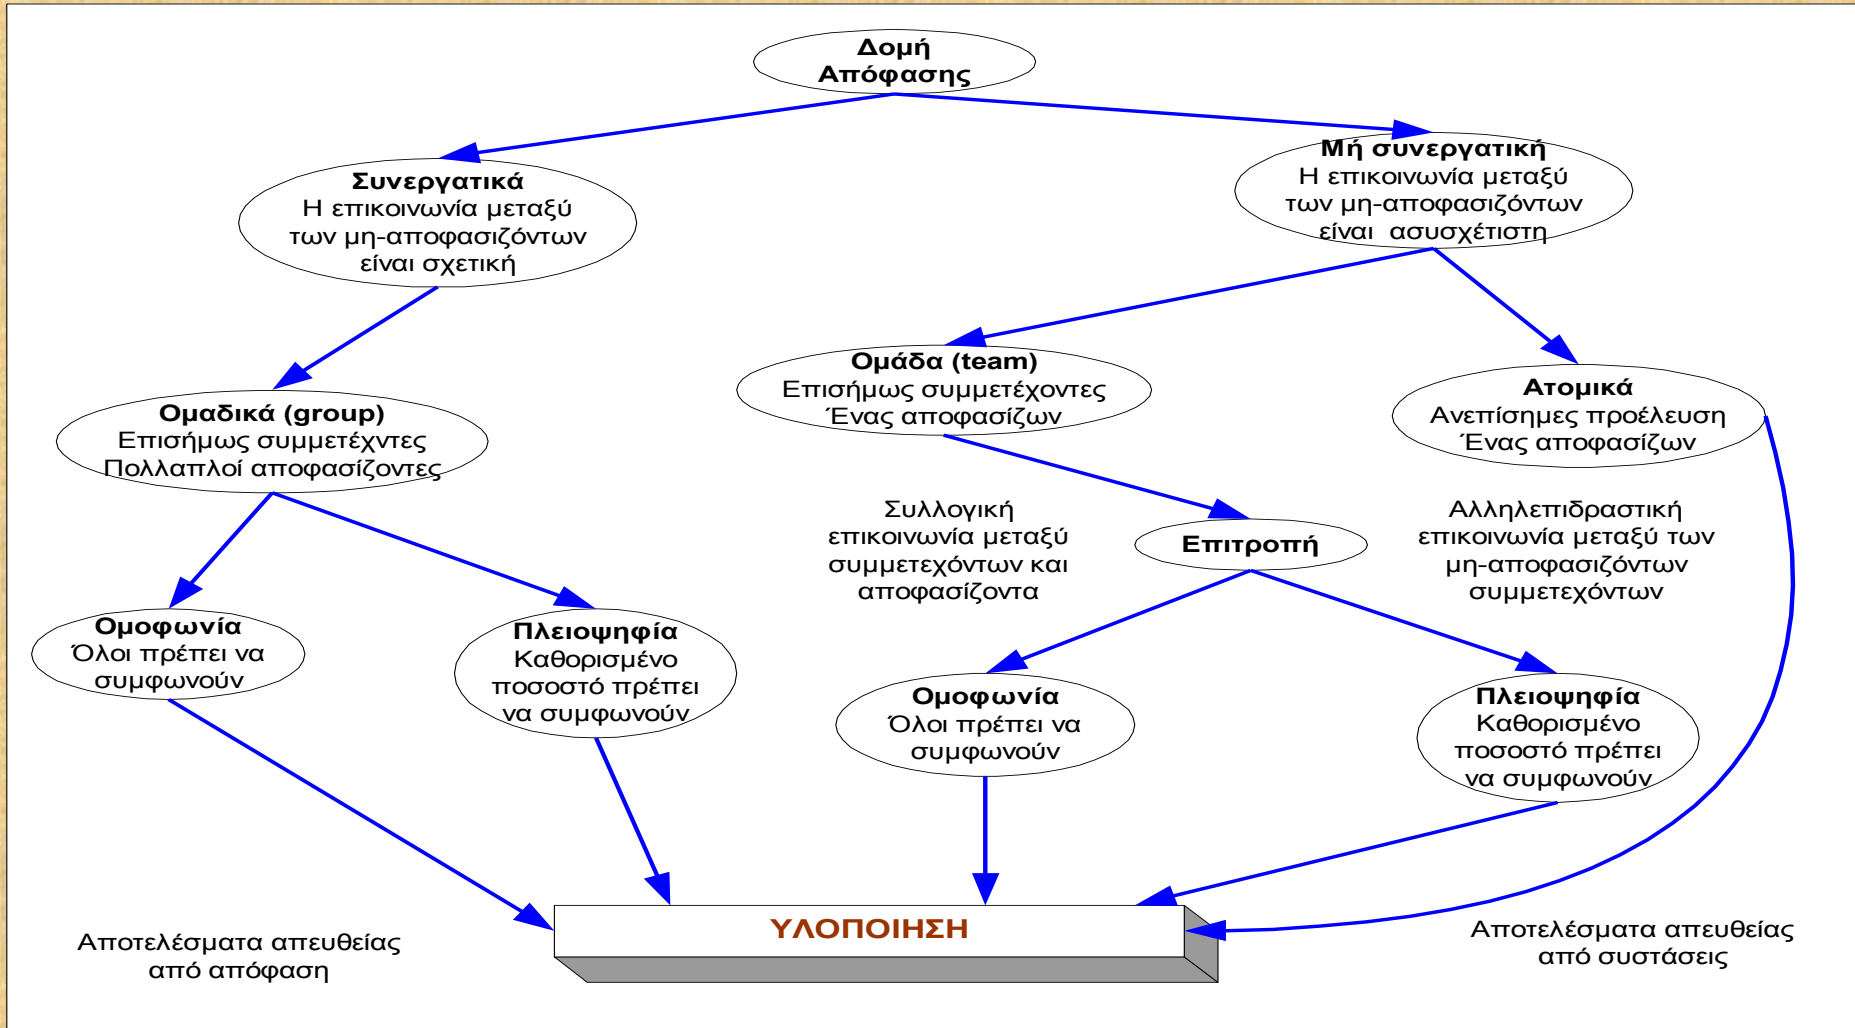 Δομή
Απόφασης
Συνεργατικά
Η επικοινωνία μεταξύ
των μη-αποφασιζόντων
είναι σχετική
Μή συνεργατική
Η επικοινωνία μεταξύ
των μη-αποφασιζόντων
είναι ασυσχέτιστη
Ομαδικά (group)
Επισήμως συμμετέχντες
Πολλαπλοί αποφασίζοντες
Ομάδα (team)
Επισήμως συμμετέχοντες
Ένας αποφασίζων
Ατομικά
Ανεπίσημες προέλευση
Ένας αποφασίζων
Συλλογική
επικοινωνία μεταξύ
συμμετεχόντων και
αποφασίζοντα
Επιτροπή
Αλληλεπιδραστική
επικοινωνία μεταξύ των
μη-αποφασιζόντων
συμμετεχόντων
Ομοφωνία
Όλοι πρέπει να
συμφωνούν
Πλειοψηφία
Καθορισμένο
ποσοστό πρέπει
να συμφωνούν
Ομοφωνία
Όλοι πρέπει να
συμφωνούν
Πλειοψηφία
Καθορισμένο
ποσοστό πρέπει
να συμφωνούν
ΥΛΟΠΟΙΗΣΗ
Αποτελέσματα απευθείας
από απόφαση
Αποτελέσματα απευθείας
από συστάσεις